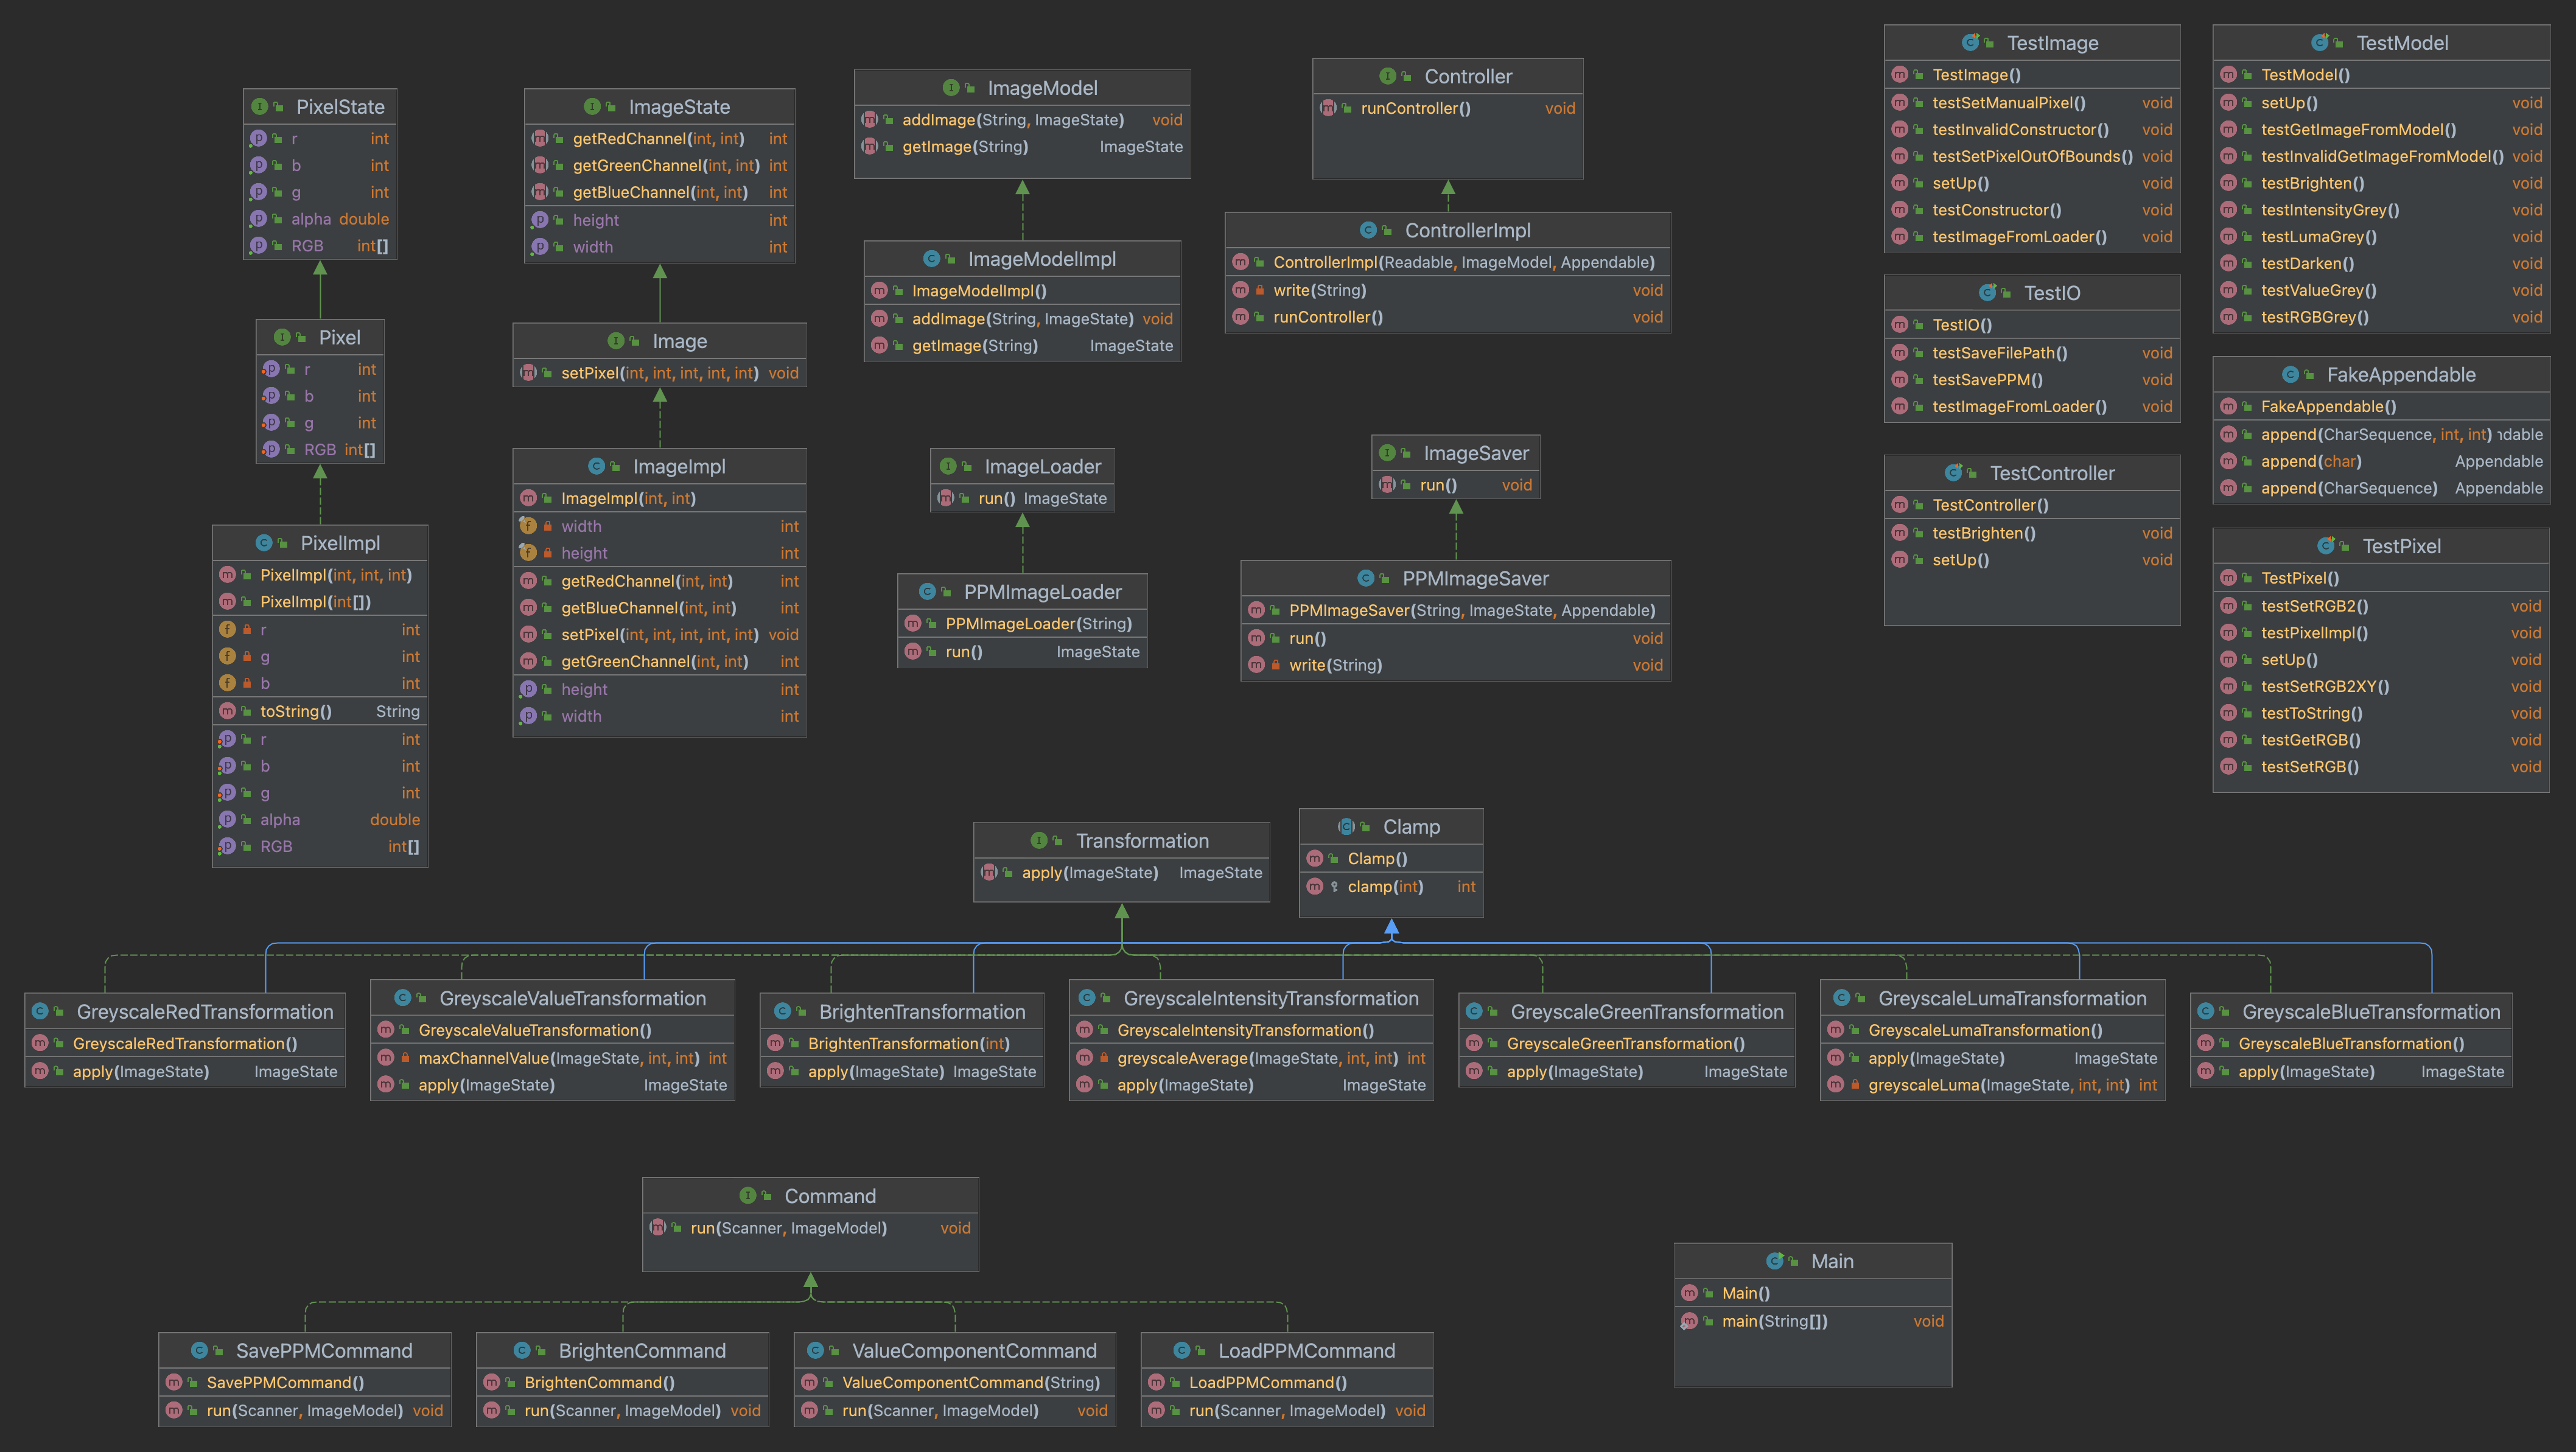 PixelState
r int
b int
g int
alpha double
RGB int[]
Pixel
r int
b int
g int
RGB int[]
PixelImpl
PixelImpl(int, int, int)
PixelImpl(int[])
r int
g int
b int
toString() String
r int
b int
g int
alpha double
RGB int[]
ImageState
getRedChannel(int, int) int
getGreenChannel(int, int) int
getBlueChannel(int, int) int
height int
width int
Image
setPixel(int, int, int, int, int) void
ImageImpl
ImageImpl(int, int)
width int
height int
getRedChannel(int, int) int
getBlueChannel(int, int) int
setPixel(int, int, int, int, int) void
getGreenChannel(int, int) int
height int
width int
ImageModel
addImage(String, ImageState) void
getImage(String) ImageState
ImageModelImpl
ImageModelImpl()
addImage(String, ImageState) void
getImage(String) ImageState
ImageLoader
run() ImageState
PPMImageLoader
PPMImageLoader(String)
run() ImageState
Controller
runController() void
ControllerImpl
ControllerImpl(Readable, ImageModel, Appendable)
write(String) void
runController() void
ImageSaver
run() void
PPMImageSaver
PPMImageSaver(String, ImageState, Appendable)
run() void
write(String) void
TestImage
TestImage()
testSetManualPixel() void
testInvalidConstructor() void
testSetPixelOutOfBounds() void
setUp() void
testConstructor() void
testImageFromLoader() void
TestIO
TestIO()
testSaveFilePath() void
testSavePPM() void
testImageFromLoader() void
TestController
TestController()
testBrighten() void
setUp() void
TestModel
TestModel()
setUp() void
testGetImageFromModel() void
testInvalidGetImageFromModel() void
testBrighten() void
testIntensityGrey() void
testLumaGrey() void
testDarken() void
testValueGrey() void
testRGBGrey() void
FakeAppendable
FakeAppendable()
append(CharSequence, int, int) ndable
append(char) Appendable
append(CharSequence) Appendable
TestPixel
TestPixel()
testSetRGB2() void
testPixelImpl() void
setUp() void
testSetRGB2XY() void
testToString() void
testGetRGB() void
testSetRGB() void
Transformation
apply(ImageState) ImageState
Clamp
Clamp()
clamp(int) int
GreyscaleRedTransformation
GreyscaleRedTransformation()
apply(ImageState) ImageState
GreyscaleValueTransformation
GreyscaleValueTransformation()
maxChannelValue(ImageState, int, int) int
apply(ImageState) ImageState
BrightenTransformation
BrightenTransformation(int)
apply(ImageState) ImageState
GreyscaleIntensityTransformation
GreyscaleIntensityTransformation()
greyscaleAverage(ImageState, int, int) int
apply(ImageState) ImageState
GreyscaleGreenTransformation
GreyscaleGreenTransformation()
apply(ImageState) ImageState
GreyscaleLumaTransformation
GreyscaleLumaTransformation()
apply(ImageState) ImageState
greyscaleLuma(ImageState, int, int) int
GreyscaleBlueTransformation
GreyscaleBlueTransformation()
apply(ImageState) ImageState
Command
run(Scanner, ImageModel) void
SavePPMCommand
SavePPMCommand()
run(Scanner, ImageModel) void
BrightenCommand
BrightenCommand()
run(Scanner, ImageModel) void
ValueComponentCommand
ValueComponentCommand(String)
run(Scanner, ImageModel) void
LoadPPMCommand
LoadPPMCommand()
run(Scanner, ImageModel) void
Main
Main()
main(String[]) void